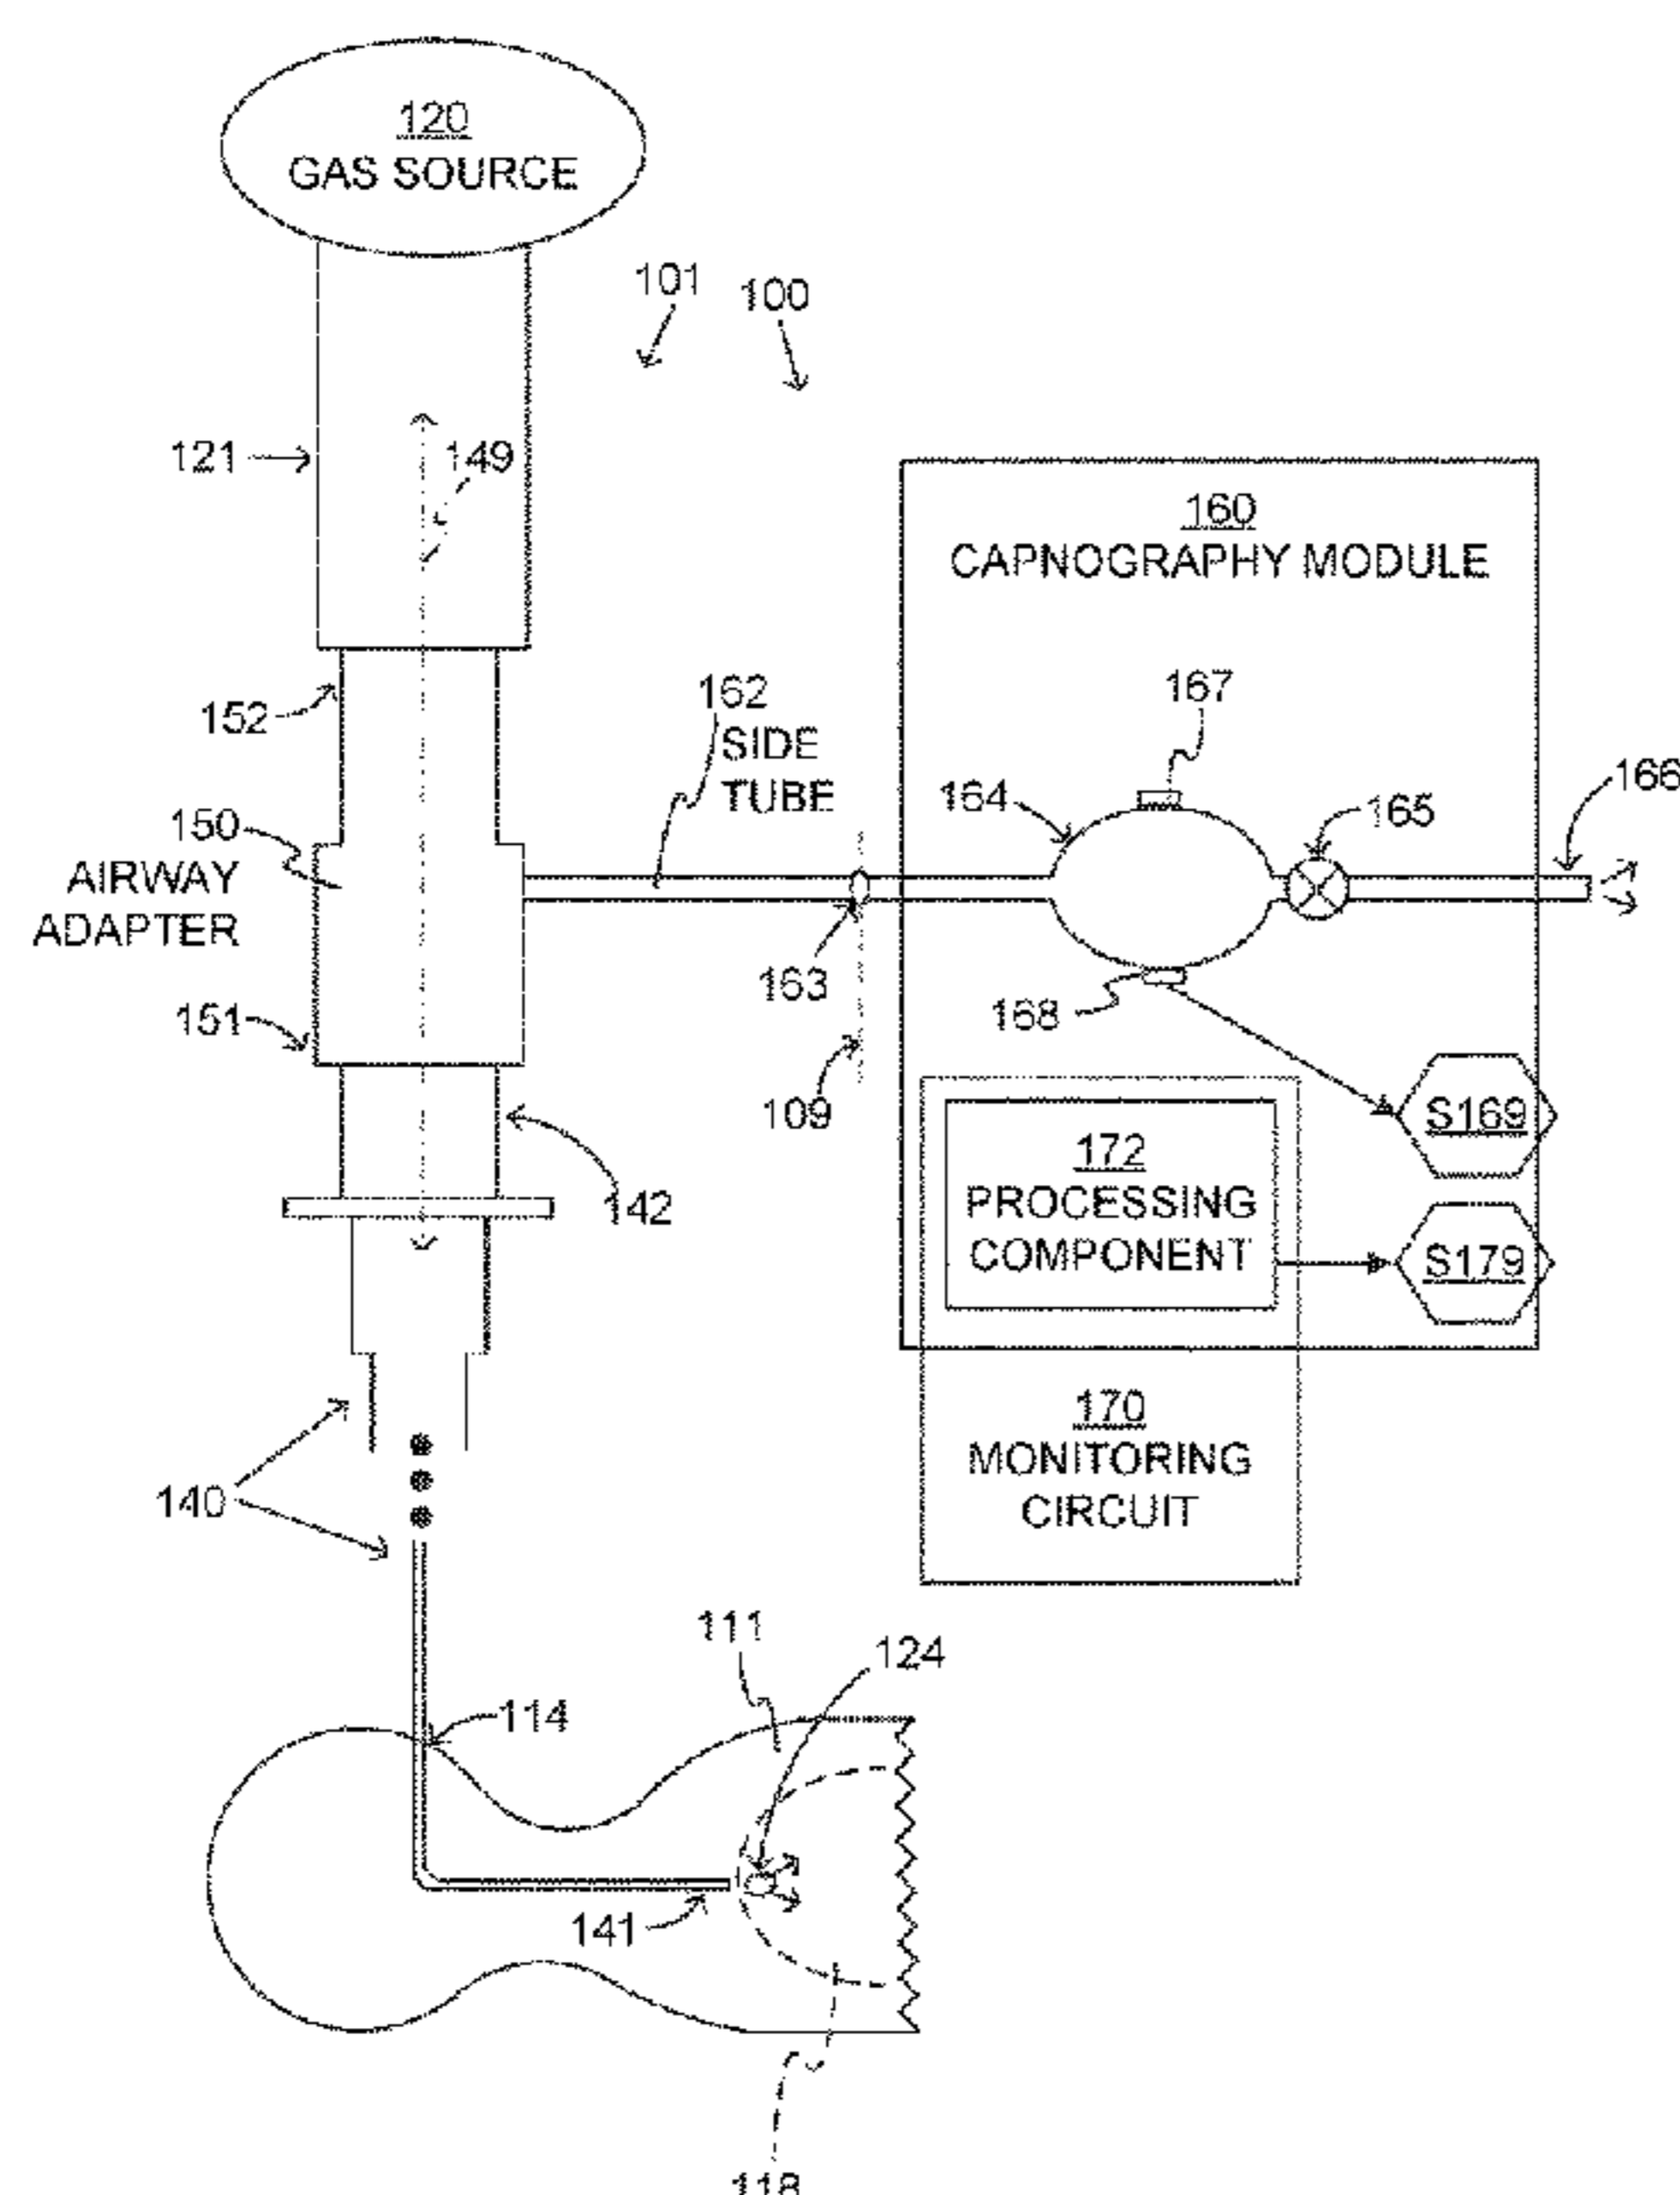 120
GAS SOURCE
101
100
121
149
160
CAPNOGRAPHY MODULE
152
162
SIDE
TUBE
167
164
165
166
150
AIRWAY
ADAPTER
163
168
151
109
S169
172
PROCESSING
COMPONENT
142
S179
170
MONITORING
CIRCUIT
140
111
124
114
141
118